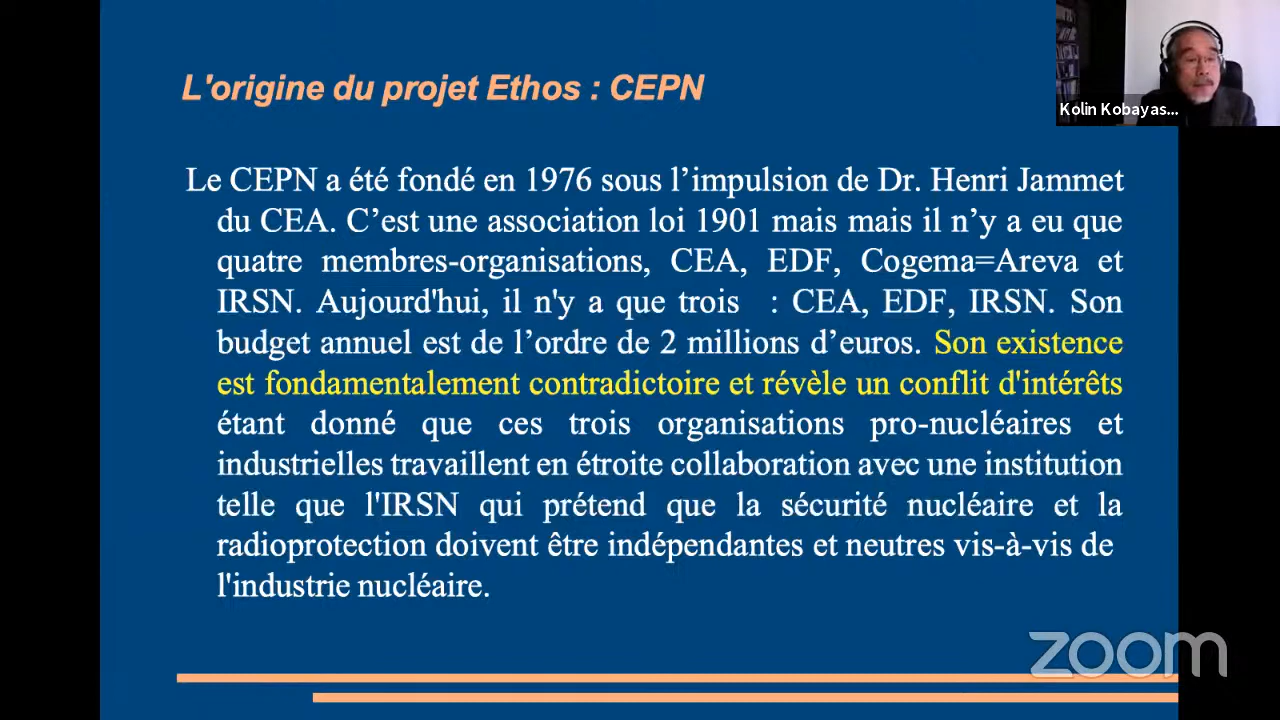 L'origine du projet Ethos : CEPN
Kolin Kobayas...
Le CEPN a été fondé en 1976 sous l’impulsion de Dr. Henri Jammet
du CEA. C’est une association loi 1901 mais mais il n’y a eu que
quatre membres-organisations, CEA, EDF, Cogema=Areva et
IRSN. Aujourd'hui, il n'y a que trois : CEA, EDF, IRSN. Son
budget annuel est de l’ordre de 2 millions d’euros. Son existence
est fondamentalement contradictoire et révèle un conflit d'intérêts
étant donné que ces trois organisations pro-nucléaires et
industrielles travaillent en étroite collaboration avec une institution
telle que l'IRSN qui prétend que la sécurité nucléaire et la
radioprotection doivent être indépendantes et neutres vis-à-vis de
l'industrie nucléaire.
zoom